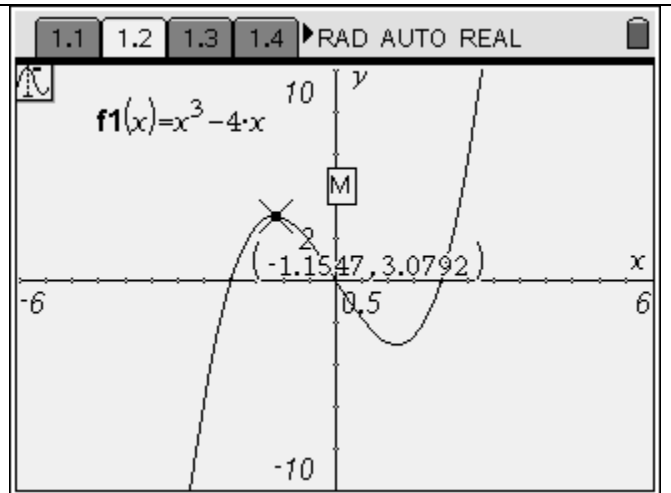 1.1 1.2 1.3 1.4 RAD AUTO REAL
10 y
f1(x)=x³-4·x
M
2
(-1.1547,3.0792)
x
-6 0.5 6
-10